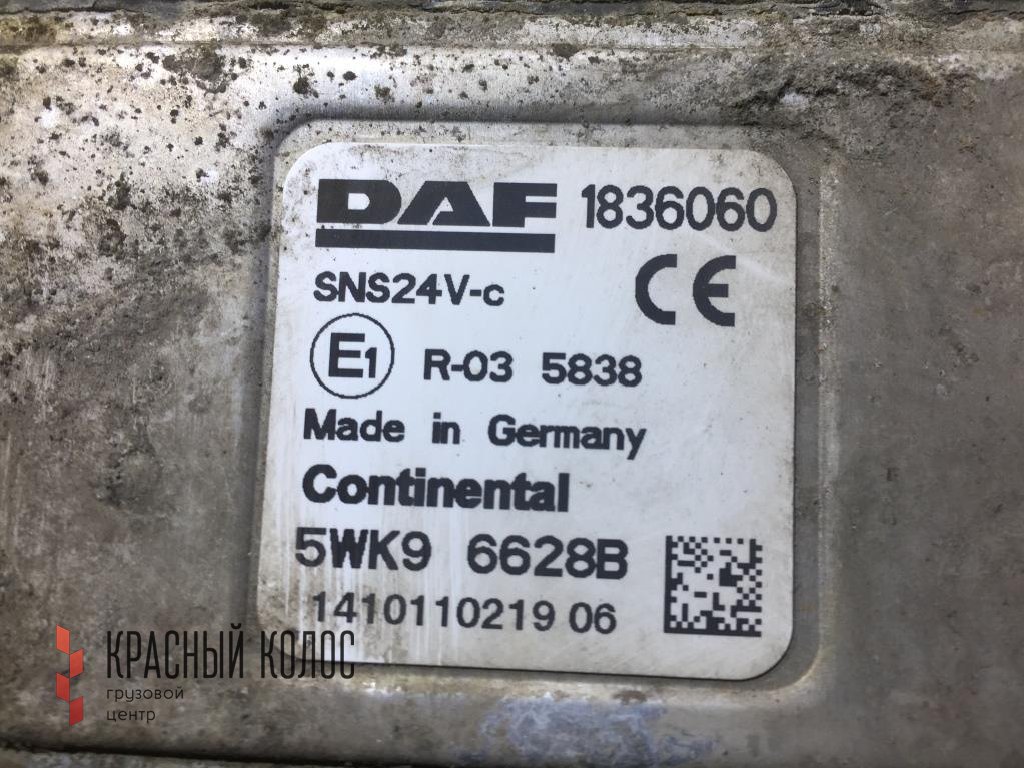 DAF 1836060
SNS24V-c
CE
E1 R-03 5838
Made in Germany
Continental
5WK9 6628B
1410110219 06
КРАСНЫЙ КОЛОС
грузовой
центр